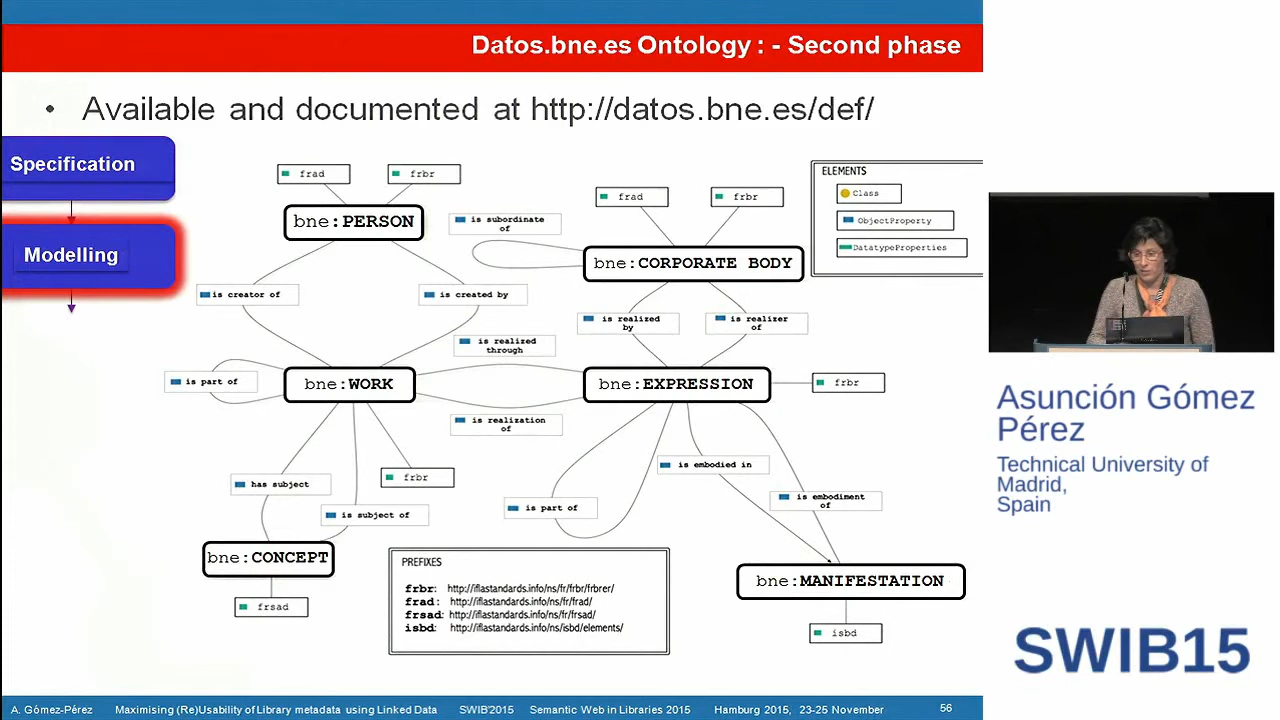 Datos.bne.es Ontology : - Second phase
• Available and documented at http://datos.bne.es/def/
Specification
Modelling
frad
frbr
bne:PERSON
is subordinate
of
frad
frbr
bne:CORPORATE BODY
ELEMENTS
Class
ObjectProperty
DatatypeProperties
is creator of
is created by
is realized
by
is realizer
of
is realized
through
is part of
bne:WORK
bne:EXPRESSION
frbr
is realization
of
has subject
frbr
is subject of
is embodied in
is part of
is embodiment
of
bne:CONCEPT
frsad
PREFIXES
frbr: http://iflastandards.info/ns/fr/frbr/frbrer/
frad: http://iflastandards.info/ns/fr/frad/
frsad: http://iflastandards.info/ns/fr/frsad/
isbd: http://iflastandards.info/ns/isbd/elements/
bne:MANIFESTATION
isbd
A. Gómez-Pérez Maximising (Re)Usability of Library metadata using Linked Data SWIB'2015 Semantic Web in Libraries 2015 Hamburg 2015, 23-25 November 56
Asunción Gómez
Pérez
Technical University of
Madrid,
Spain
SWIB15